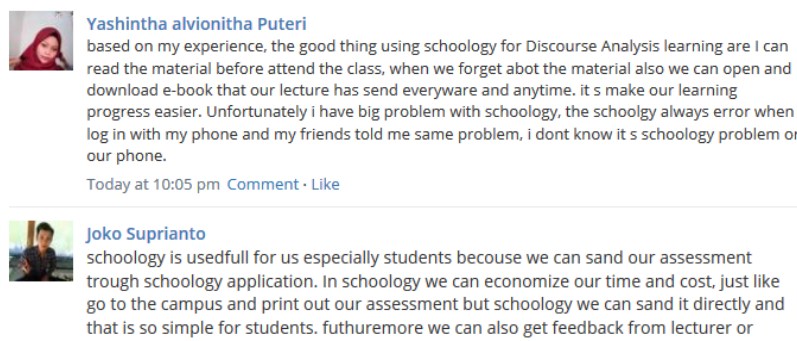 Yashintha alvionitha Puteri
based on my experience, the good thing using schoology for Discourse Analysis learning are I can
read the material before attend the class, when we forget abot the material also we can open and
download e-book that our lecture has send everyware and anytime. it s make our learning
progress easier. Unfortunately i have big problem with schoology, the schoolgy always error when
log in with my phone and my friends told me same problem, i dont know it s schoology problem or
our phone.
Today at 10:05 pm Comment · Like
Joko Suprianto
schoology is usedfull for us especially students becouse we can sand our assessment
trough schoology application. In schoology we can economize our time and cost, just like
go to the campus and print out our assessment but schoology we can sand it directly and
that is so simple for students. futhuremore we can also get feedback from lecturer or